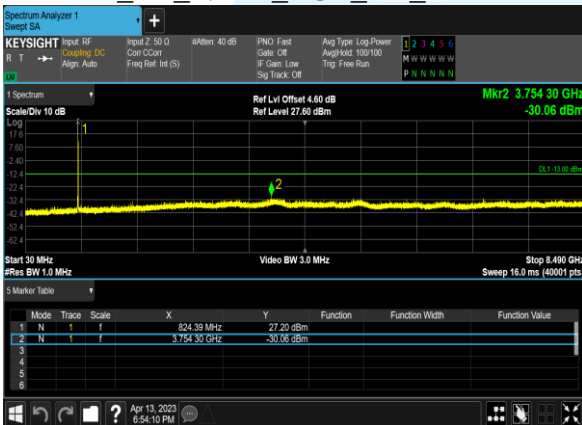 Spectrum Analyzer 1
Swept SA
+
KEYSIGHT
R T
LV
Input: RF
Coupling: DC
Align: Auto
Input Z: 50 Ω
Corr CCorr
Freq Ref: Int (S)
#Atten: 40 dB
PNO: Fast
Gate: Off
IF Gain: Low
Sig Track: Off
Avg Type: Log-Power
Avg|Hold: 100/100
Trig: Free Run
1 2 3 4 5 6
M W W W W W
P N N N N N
1 Spectrum
Scale/Div 10 dB
Log
Ref Lvl Offset 4.60 dB
Ref Level 27.60 dBm
Mkr2 3.754 30 GHz
-30.06 dBm
17.6
7.60
-2.40
-12.4
-22.4
-32.4
-42.4
-52.4
-62.4
1
2
DL1 -13.00 dBm
Start 30 MHz
#Res BW 1.0 MHz
Video BW 3.0 MHz
Stop 8.490 GHz
Sweep 16.0 ms (40001 pts)
5 Marker Table
Mode Trace Scale X Y Function Function Width Function Value
1 N 1 f 824.39 MHz 27.20 dBm
2 N 1 f 3.754 30 GHz -30.06 dBm
3
4
5
6
?
Apr 13, 2023
6:54:10 PM